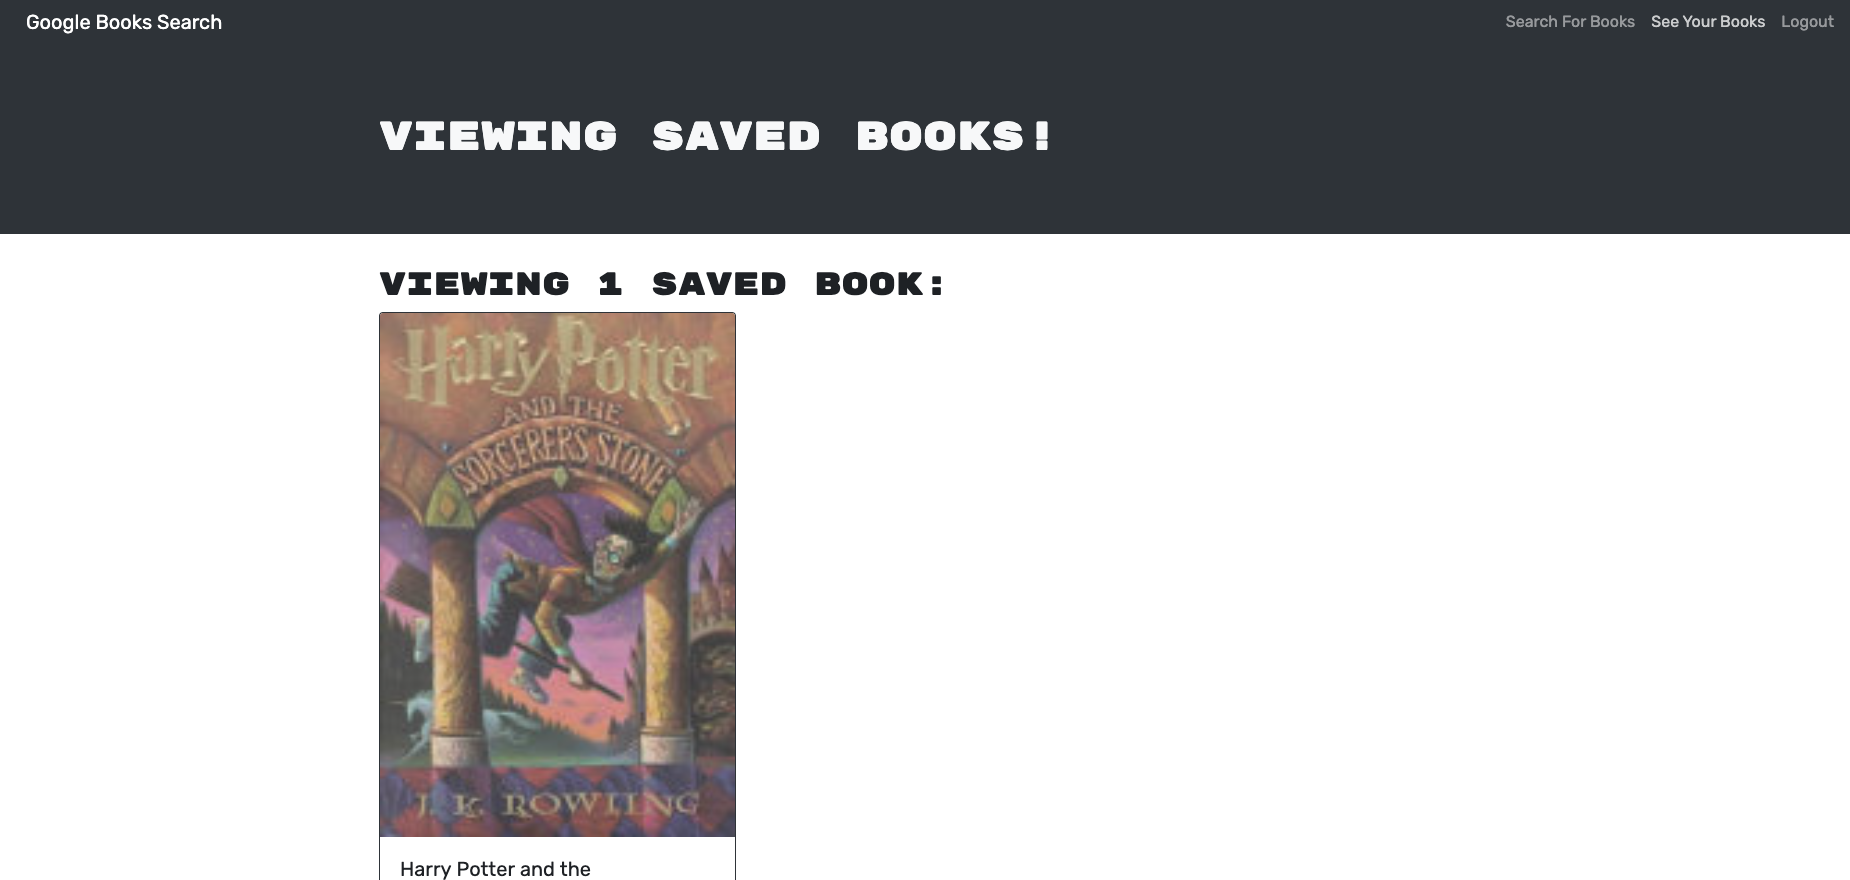 Google Books Search
Search For Books See Your Books Logout
VIEWING SAVED BOOKS!
VIEWING 1 SAVED BOOK:
Harry Potter
AND THE
SORCERER'S STONE
J. K. ROWLING
Harry Potter and the